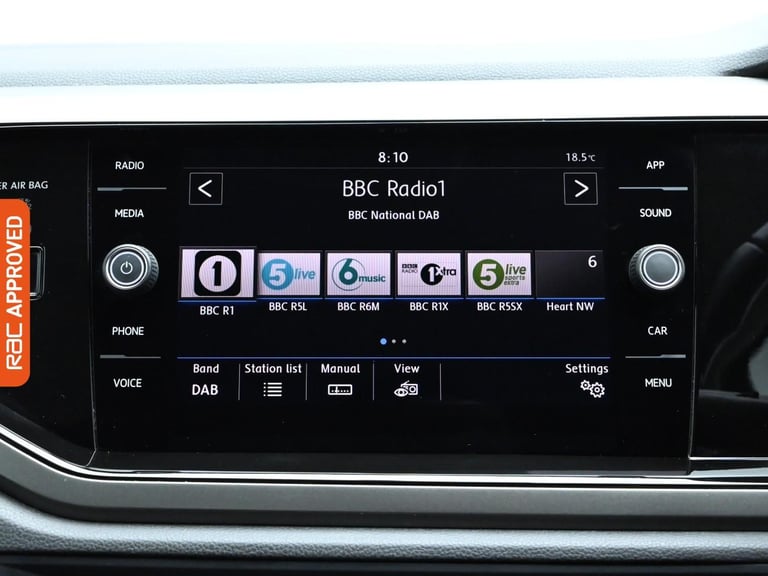 8:10
18.5°C
RADIO
APP
ER AIR BAG
<
BBC Radio1
>
MEDIA
BBC National DAB
SOUND
RAC APPROVED
1
5 live
6 music
BBC RADIO 1Xtra
5 live sports extra
6
BBC R1
BBC R5L
BBC R6M
BBC R1X
BBC R5SX
Heart NW
PHONE
CAR
Band
Station list
Manual
View
Settings
DAB
VOICE
MENU